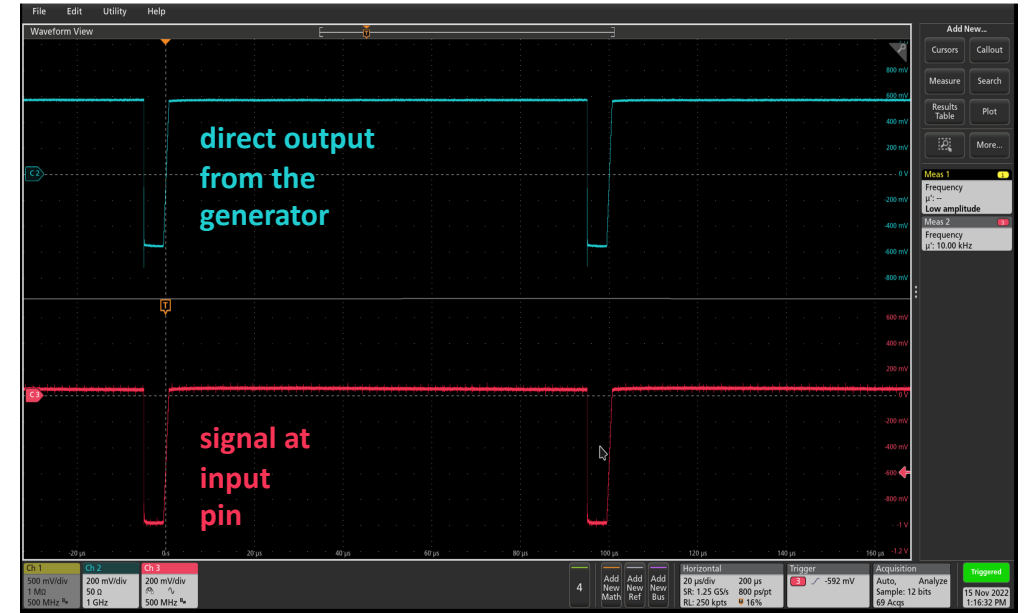 File Edit Utility Help
Waveform View
Add New...
Cursors Callout
Measure Search
Results Table Plot
More...
Meas 1 1
Frequency
µ': --
Low amplitude
Meas 2 3
Frequency
µ': 10.00 kHz
T
800 mV
600 mV
400 mV
200 mV
0 V
-200 mV
-400 mV
-600 mV
-800 mV
C2
direct output
from the
generator
T
600 mV
400 mV
200 mV
0 V
-200 mV
-400 mV
-600
-800 mV
-1 V
-1.2 V
C3
signal at
input
pin
-20 µs 0 s 20 µs 40 µs 60 µs 80 µs 100 µs 120 µs 140 µs 160 µs
Ch 1
500 mV/div
1 MΩ
500 MHz
Ch 2
200 mV/div
50 Ω
1 GHz
Ch 3
200 mV/div
500 MHz
4
Add New Math
Add New Ref
Add New Bus
Horizontal
20 µs/div 200 µs
SR: 1.25 GS/s 800 ps/pt
RL: 250 kpts 16%
Trigger
3 -592 mV
Acquisition
Auto, Analyze
Sample: 12 bits
69 Acqs
Triggered
15 Nov 2022
1:16:32 PM